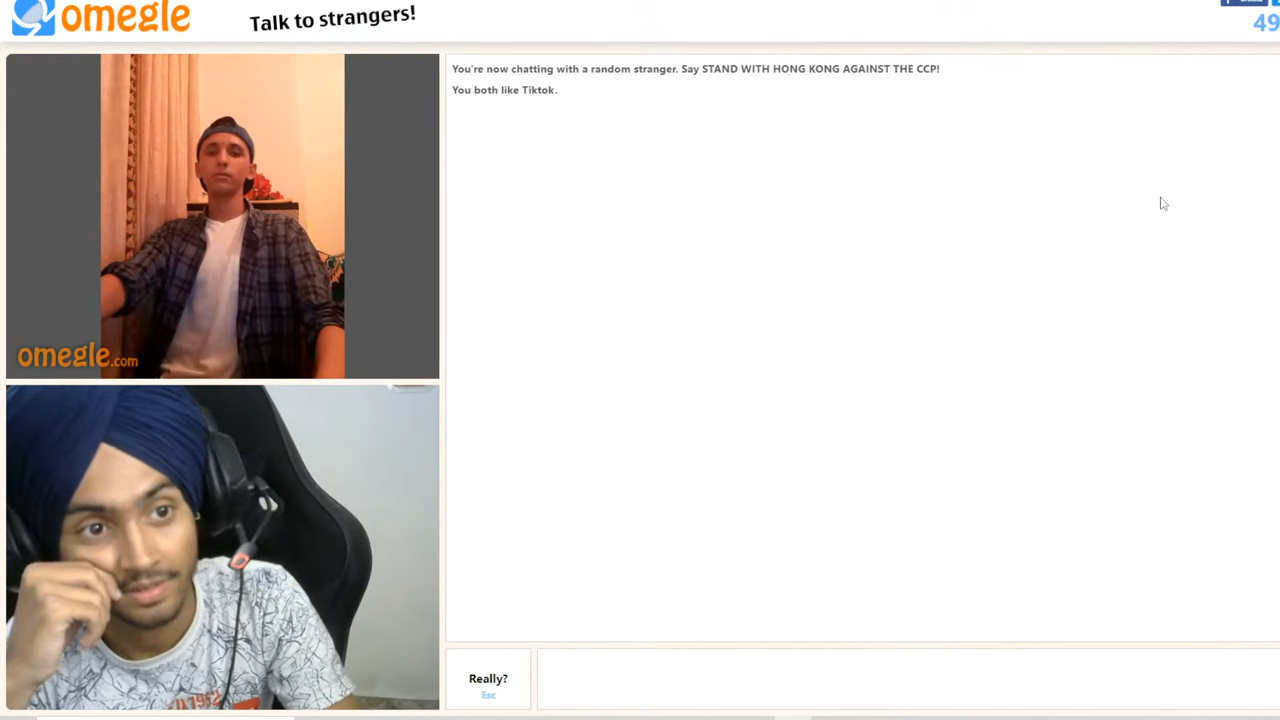 omegle
Talk to strangers!
49
You're now chatting with a random stranger. Say STAND WITH HONG KONG AGAINST THE CCP!
You both like Tiktok.
omegle.com
Really?
Esc